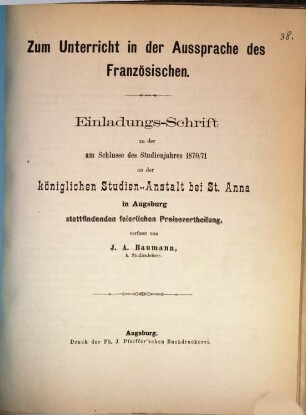 38.
Zum Unterricht in der Aussprache des
Französischen.
Einladungs-Schrift
zu der
am Schlusse des Studienjahres 1870/71
an der
königlichen Studien-Anstalt bei St. Anna
in Augsburg
stattfindenden feierlichen Preisevertheilung,
verfasst von
J. A. Baumann,
k. Studienlehrer.
Augsburg.
Druck der Ph. J. Pfeiffer'schen Buchdruckerei.